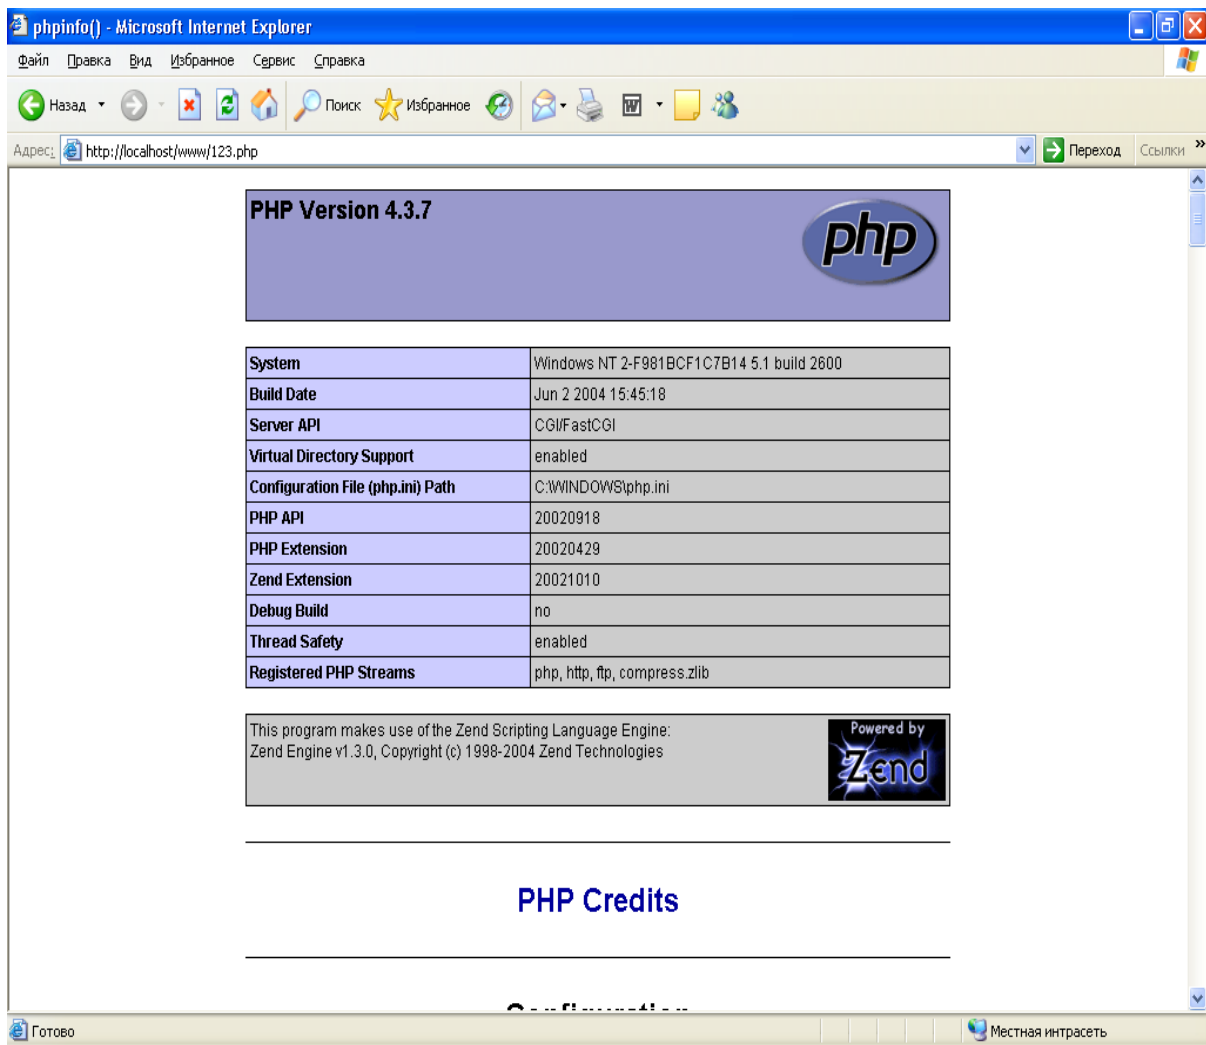 phpinfo() - Microsoft Internet Explorer
Файл Правка Вид Избранное Сервис Справка
Назад Поиск Избранное
Адрес: http://localhost/www/123.php Переход Ссылки »
PHP Version 4.3.7
php
System Windows NT 2-F981BCF1C7B14 5.1 build 2600
Build Date Jun 2 2004 15:45:18
Server API CGI/FastCGI
Virtual Directory Support enabled
Configuration File (php.ini) Path C:\WINDOWS\php.ini
PHP API 20020918
PHP Extension 20020429
Zend Extension 20021010
Debug Build no
Thread Safety enabled
Registered PHP Streams php, http, ftp, compress.zlib
This program makes use of the Zend Scripting Language Engine:
Zend Engine v1.3.0, Copyright (c) 1998-2004 Zend Technologies
Powered by
Zend
PHP Credits
Configuration
Готово Местная интрасеть